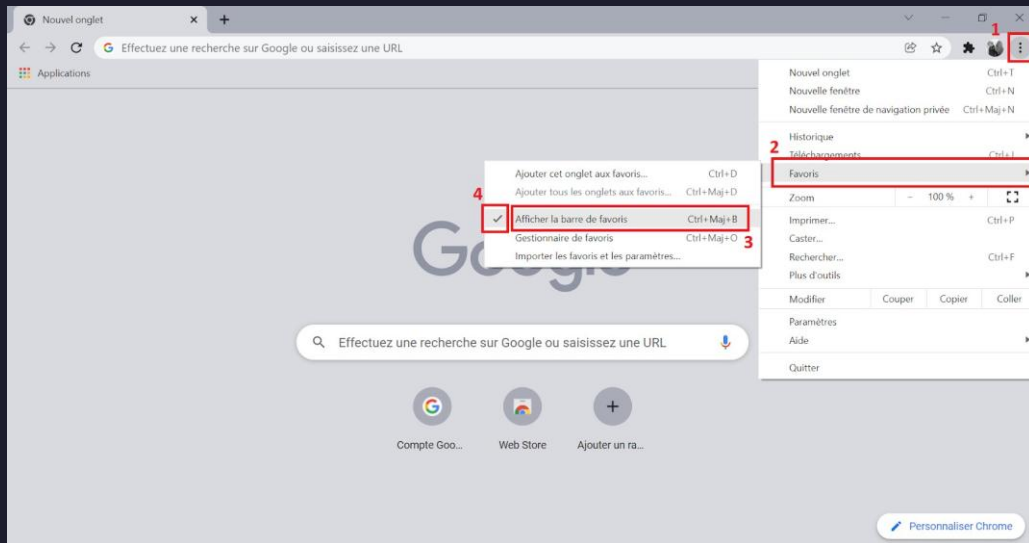 Nouvel onglet
1
Effectuez une recherche sur Google ou saisissez une URL
Applications
Nouvel onglet Ctrl+T
Nouvelle fenêtre Ctrl+N
Nouvelle fenêtre de navigation privée Ctrl+Maj+N
Historique
2
Téléchargements Ctrl+J
Favoris
Zoom - 100 % +
Imprimer... Ctrl+P
Caster...
Rechercher... Ctrl+F
Plus d'outils
Modifier Couper Copier Coller
Paramètres
Aide
Quitter
Ajouter cet onglet aux favoris... Ctrl+D
Ajouter tous les onglets aux favoris... Ctrl+Maj+D
4
Afficher la barre de favoris Ctrl+Maj+B
Gestionnaire de favoris Ctrl+Maj+O
3
Importer les favoris et les paramètres...
Google
Effectuez une recherche sur Google ou saisissez une URL
Compte Goo... Web Store Ajouter un ra...
Personnaliser Chrome